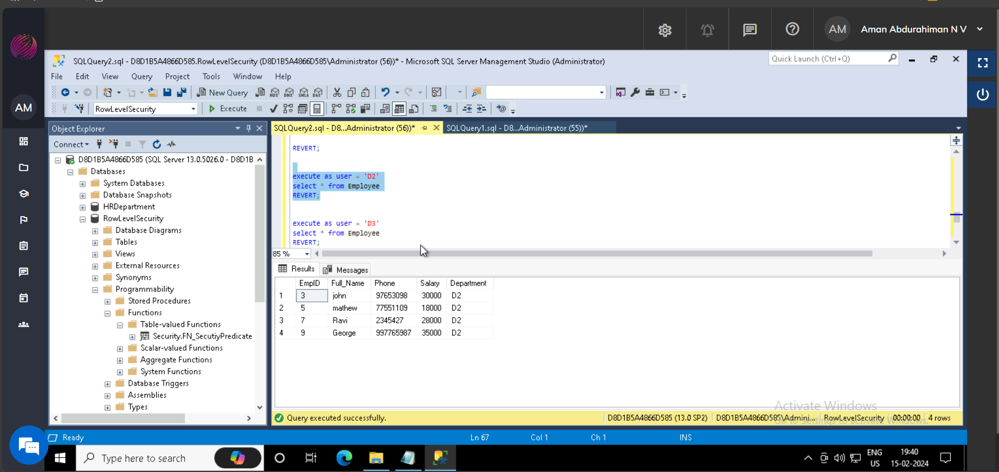 AM Aman Abdurahiman N V
SQLQuery2.sql - D8D1B5A4866D585.RowLevelSecurity (D8D1B5A4866D585\Administrator (56))* - Microsoft SQL Server Management Studio (Administrator)
Quick Launch (Ctrl+Q)
File Edit View Query Project Tools Window Help
New Query MDX DMX XMLA DAX
AM
RowLevelSecurity Execute
Object Explorer
SQLQuery2.sql - D8...Administrator (56))* SQLQuery1.sql - D8...Administrator (55))*
Connect
D8D1B5A4866D585 (SQL Server 13.0.5026.0 - D8D1B
Databases
System Databases
Database Snapshots
HRDepartment
RowLevelSecurity
Database Diagrams
Tables
Views
External Resources
Synonyms
Programmability
Stored Procedures
Functions
Table-valued Functions
Security.FN_SecutiyPredicate
Scalar-valued Functions
Aggregate Functions
System Functions
Database Triggers
Assemblies
Types
REVERT;
execute as user = 'D2'
select * from Employee
REVERT;
execute as user = 'D3'
select * from Employee
REVERT;
85 %
Results Messages
EmpID Full_Name Phone Salary Department
1 3 john 97653098 30000 D2
2 5 mathew 77551109 18000 D2
3 7 Ravi 2345427 28000 D2
4 9 George 997765987 35000 D2
Activate Windows
Go to Settings to activate Windows.
Query executed successfully. D8D1B5A4866D585 (13.0 SP2) D8D1B5A4866D585\Admini... RowLevelSecurity 00:00:00 4 rows
Ready Ln 67 Col 1 Ch 1 INS
Type here to search
ENG
US
19:40
15-02-2024